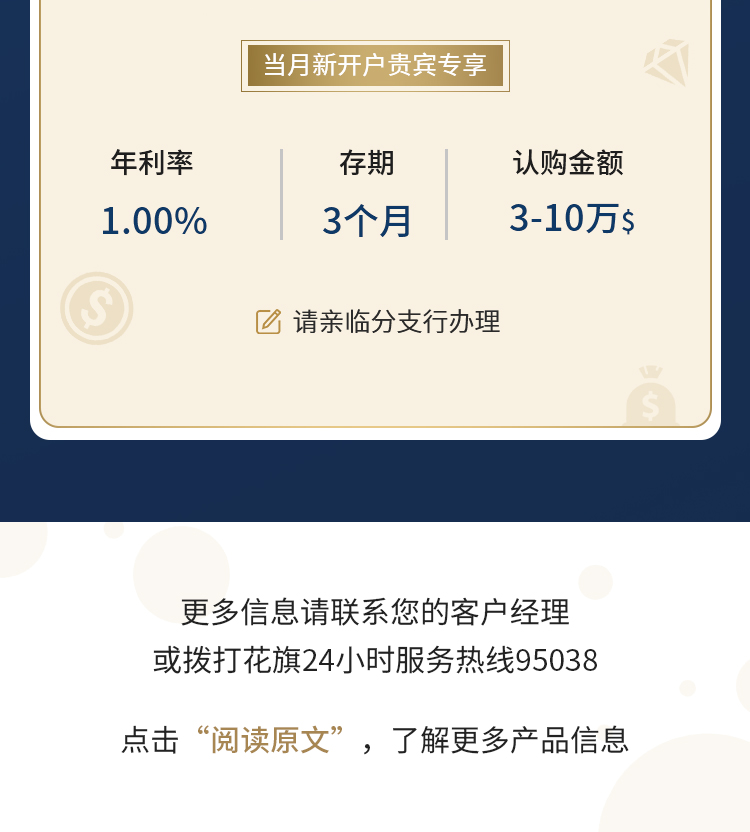 当月新开户贵宾专享
年利率 存期 认购金额
1.00% 3个月 3-10万$
请亲临分支行办理
更多信息请联系您的客户经理
或拨打花旗24小时服务热线95038
点击“阅读原文”，了解更多产品信息